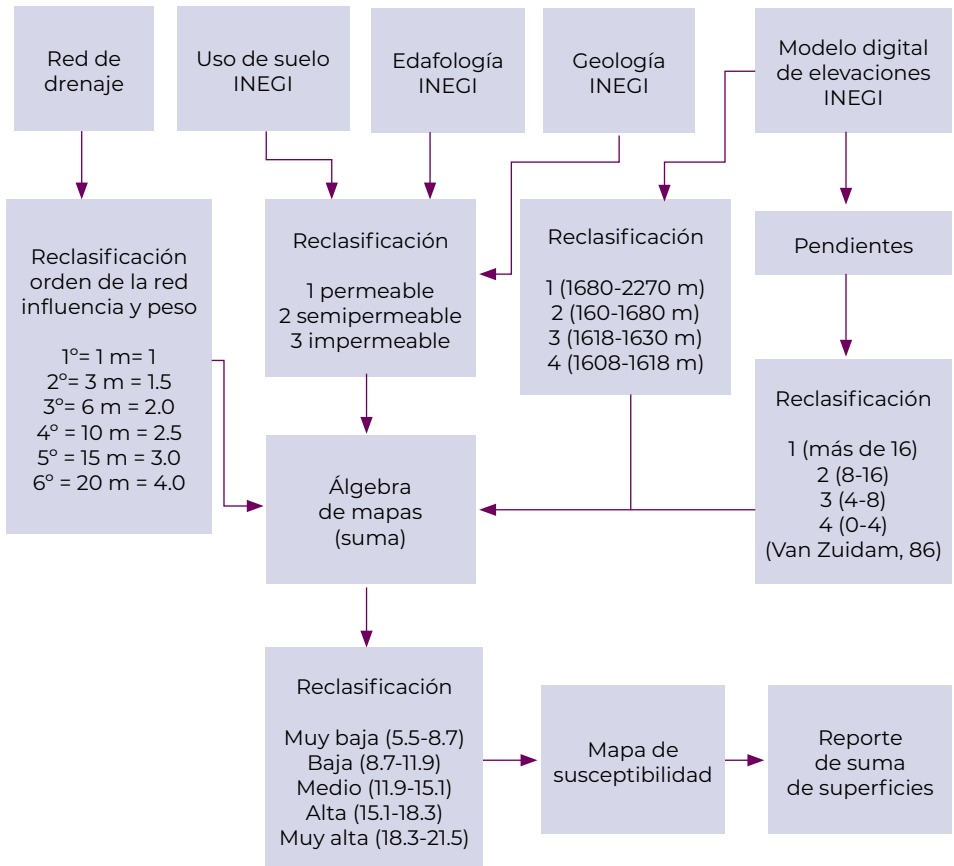 Red de
drenaje
Uso de suelo
INEGI
Edafología
INEGI
Geología
INEGI
Modelo digital
de elevaciones
INEGI
Reclasificación
orden de la red
influencia y peso
1º= 1 m= 1
2º= 3 m = 1.5
3º= 6 m = 2.0
4º = 10 m = 2.5
5º = 15 m = 3.0
6º = 20 m = 4.0
Reclasificación
1 permeable
2 semipermeable
3 impermeable
Reclasificación
1 (1680-2270 m)
2 (160-1680 m)
3 (1618-1630 m)
4 (1608-1618 m)
Pendientes
Reclasificación
1 (más de 16)
2 (8-16)
3 (4-8)
4 (0-4)
(Van Zuidam, 86)
Álgebra
de mapas
(suma)
Reclasificación
Muy baja (5.5-8.7)
Baja (8.7-11.9)
Medio (11.9-15.1)
Alta (15.1-18.3)
Muy alta (18.3-21.5)
Mapa de
susceptibilidad
Reporte
de suma
de superficies